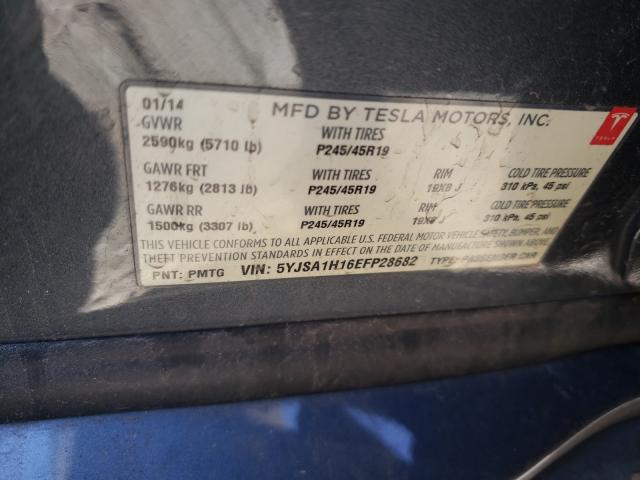 01/14 MFD BY TESLA MOTORS, INC.
GVWR WITH TIRES
2590kg (5710 lb) P245/45R19
GAWR FRT WITH TIRES RIM COLD TIRE PRESSURE
1276kg (2813 lb) P245/45R19 19X8 J 310 kPa, 45 psi
GAWR RR WITH TIRES RIM COLD TIRE PRESSURE
1500kg (3307 lb) P245/45R19 19X8 J 310 kPa, 45 psi
THIS VEHICLE CONFORMS TO ALL APPLICABLE U.S. FEDERAL MOTOR VEHICLE SAFETY, BUMPER, AND
THEFT PREVENTION STANDARDS IN EFFECT ON THE DATE OF MANUFACTURE SHOWN ABOVE.
PNT: PMTG VIN: 5YJSA1H16EFP28682 TYPE: PASSENGER CAR